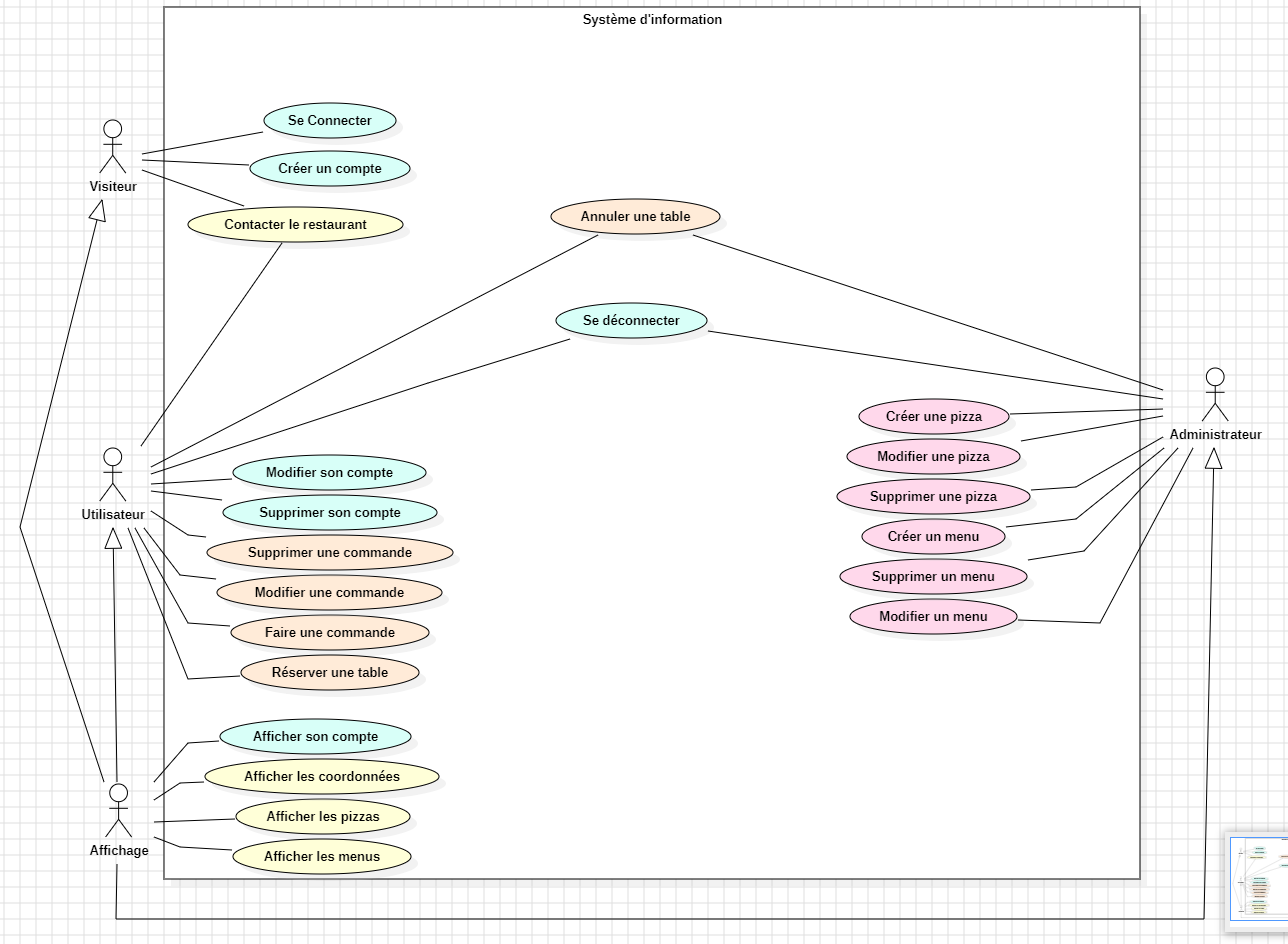 Système d'information
Se Connecter
Créer un compte
Visiteur
Contacter le restaurant
Annuler une table
Se déconnecter
Créer une pizza
Administrateur
Modifier une pizza
Modifier son compte
Supprimer une pizza
Supprimer son compte
Utilisateur
Créer un menu
Supprimer une commande
Supprimer un menu
Modifier une commande
Modifier un menu
Faire une commande
Réserver une table
Afficher son compte
Afficher les coordonnées
Afficher les pizzas
Affichage
Afficher les menus